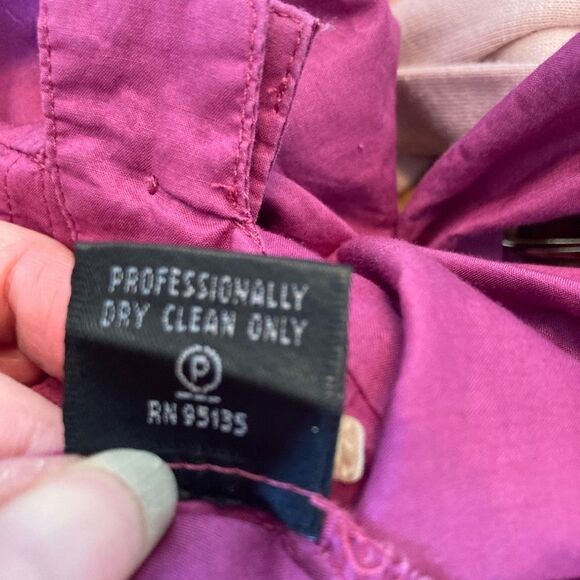 PROFESSIONALLY
DRY CLEAN ONLY
P
RN 95135